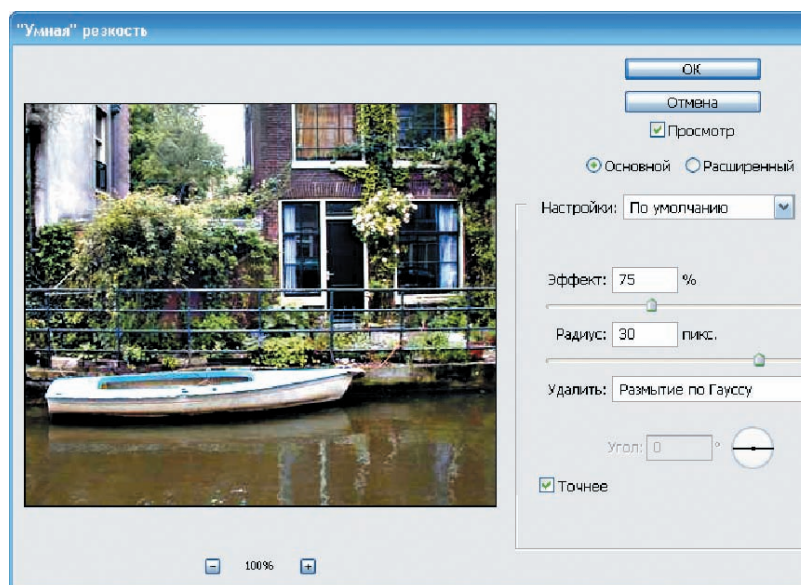 "Умная" резкость
ОК
Отмена
Просмотр
Основной Расширенный
Настройки: По умолчанию
Эффект: 75 %
Радиус: 30 пикс.
Удалить: Размытие по Гауссу
Угол: 0 °
Точнее
100%